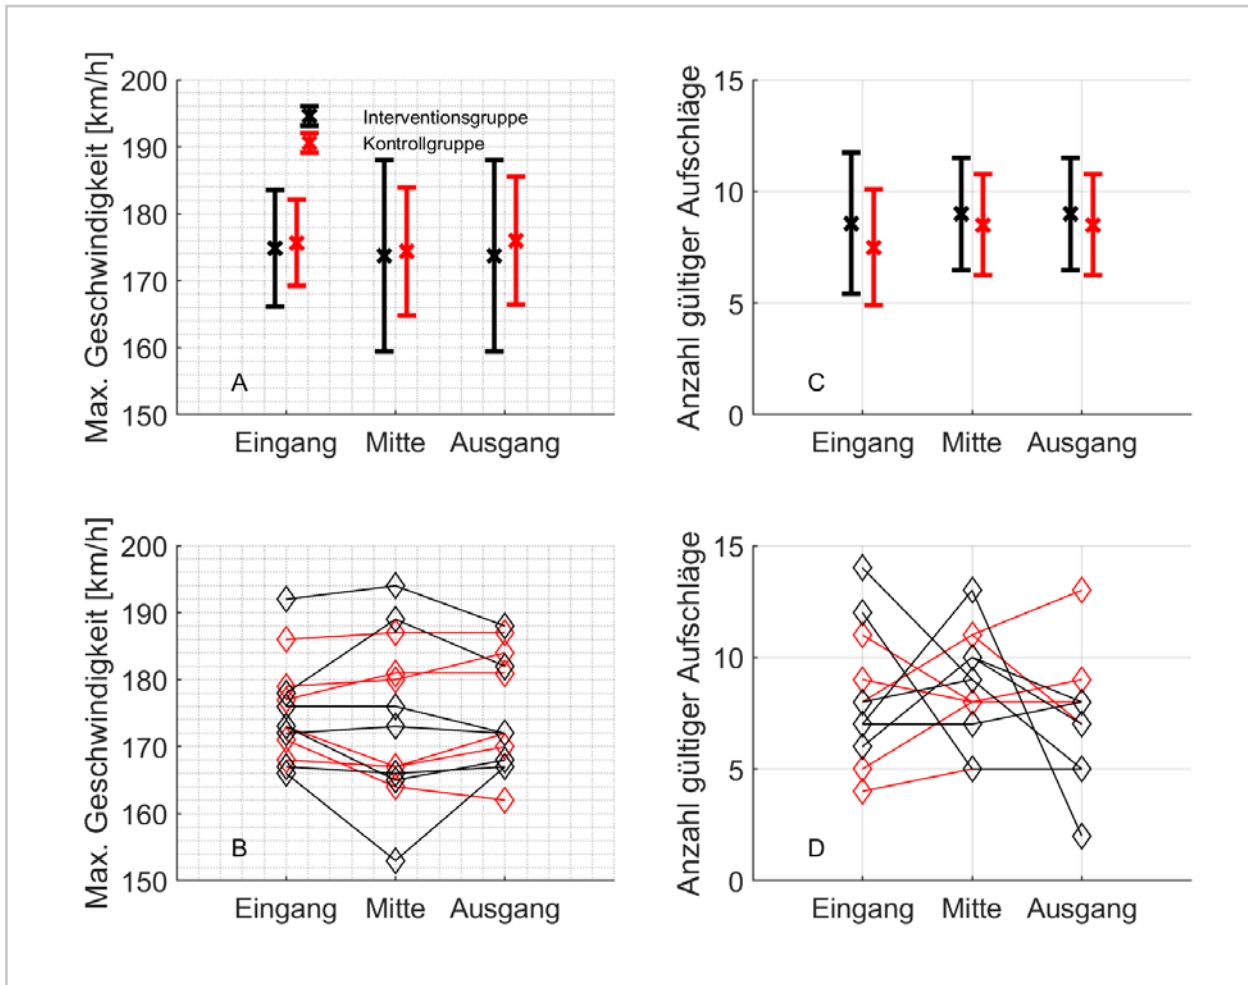 Max. Geschwindigkeit [km/h]
200
190
180
170
160
150
Interventionsgruppe
Kontrollgruppe
A
Eingang Mitte Ausgang
Anzahl gültiger Aufschläge
15
10
5
0
C
Eingang Mitte Ausgang
Max. Geschwindigkeit [km/h]
200
190
180
170
160
150
B
Eingang Mitte Ausgang
Anzahl gültiger Aufschläge
15
10
5
0
D
Eingang Mitte Ausgang